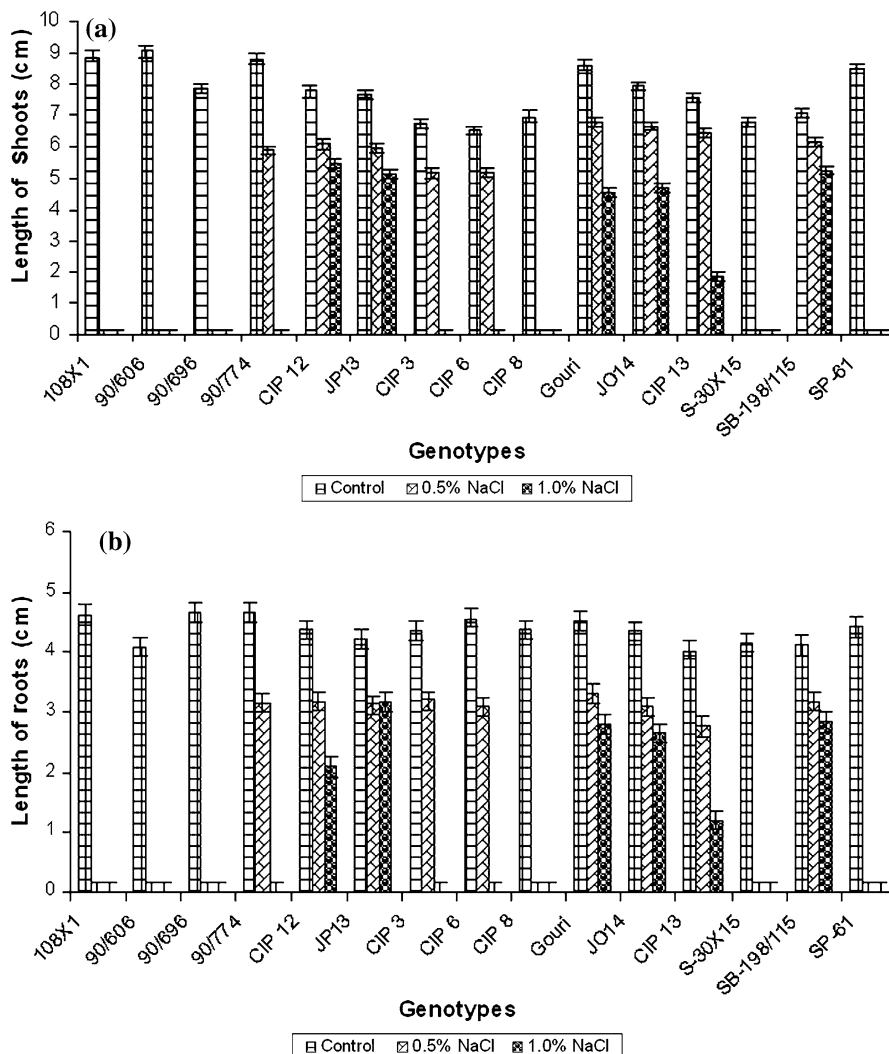 (a)
Length of Shoots (cm)
10
9
8
7
6
5
4
3
2
1
0
108X1
90/606
90/696
90/774
CIP 12
JP13
CIP 3
CIP 6
CIP 8
Gouri
JO14
CIP 13
S-30X15
SB-198/115
SP-61
Genotypes
Control 0.5% NaCl 1.0% NaCl
(b)
Length of roots (cm)
6
5
4
3
2
1
0
108X1
90/606
90/696
90/774
CIP 12
JP13
CIP 3
CIP 6
CIP 8
Gouri
JO14
CIP 13
S-30X15
SB-198/115
SP-61
Genotypes
Control 0.5% NaCl 1.0% NaCl